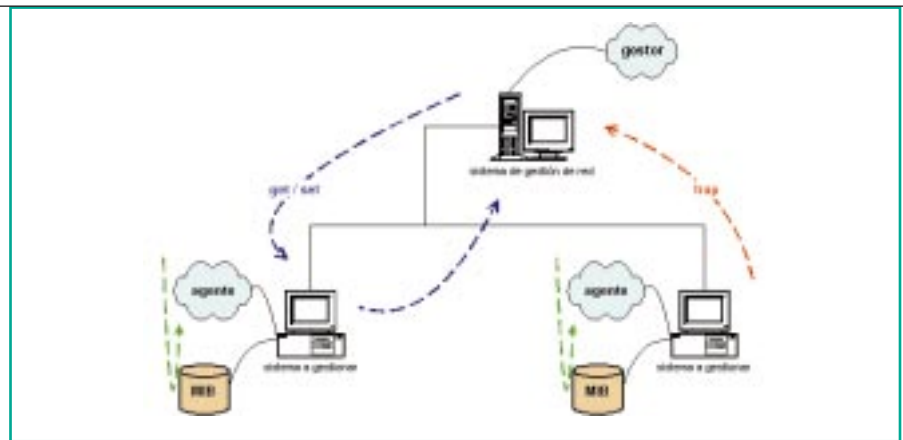 gestor
sistema de gestión de red
get / set
trap
agente
agente
sistema a gestionar
sistema a gestionar
MIB
MIB